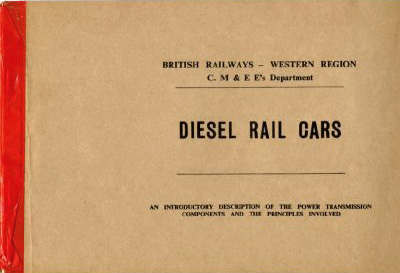 BRITISH RAILWAYS – WESTERN REGION
C. M & E E's Department
DIESEL RAIL CARS
AN INTRODUCTORY DESCRIPTION OF THE POWER TRANSMISSION
COMPONENTS AND THE PRINCIPLES INVOLVED